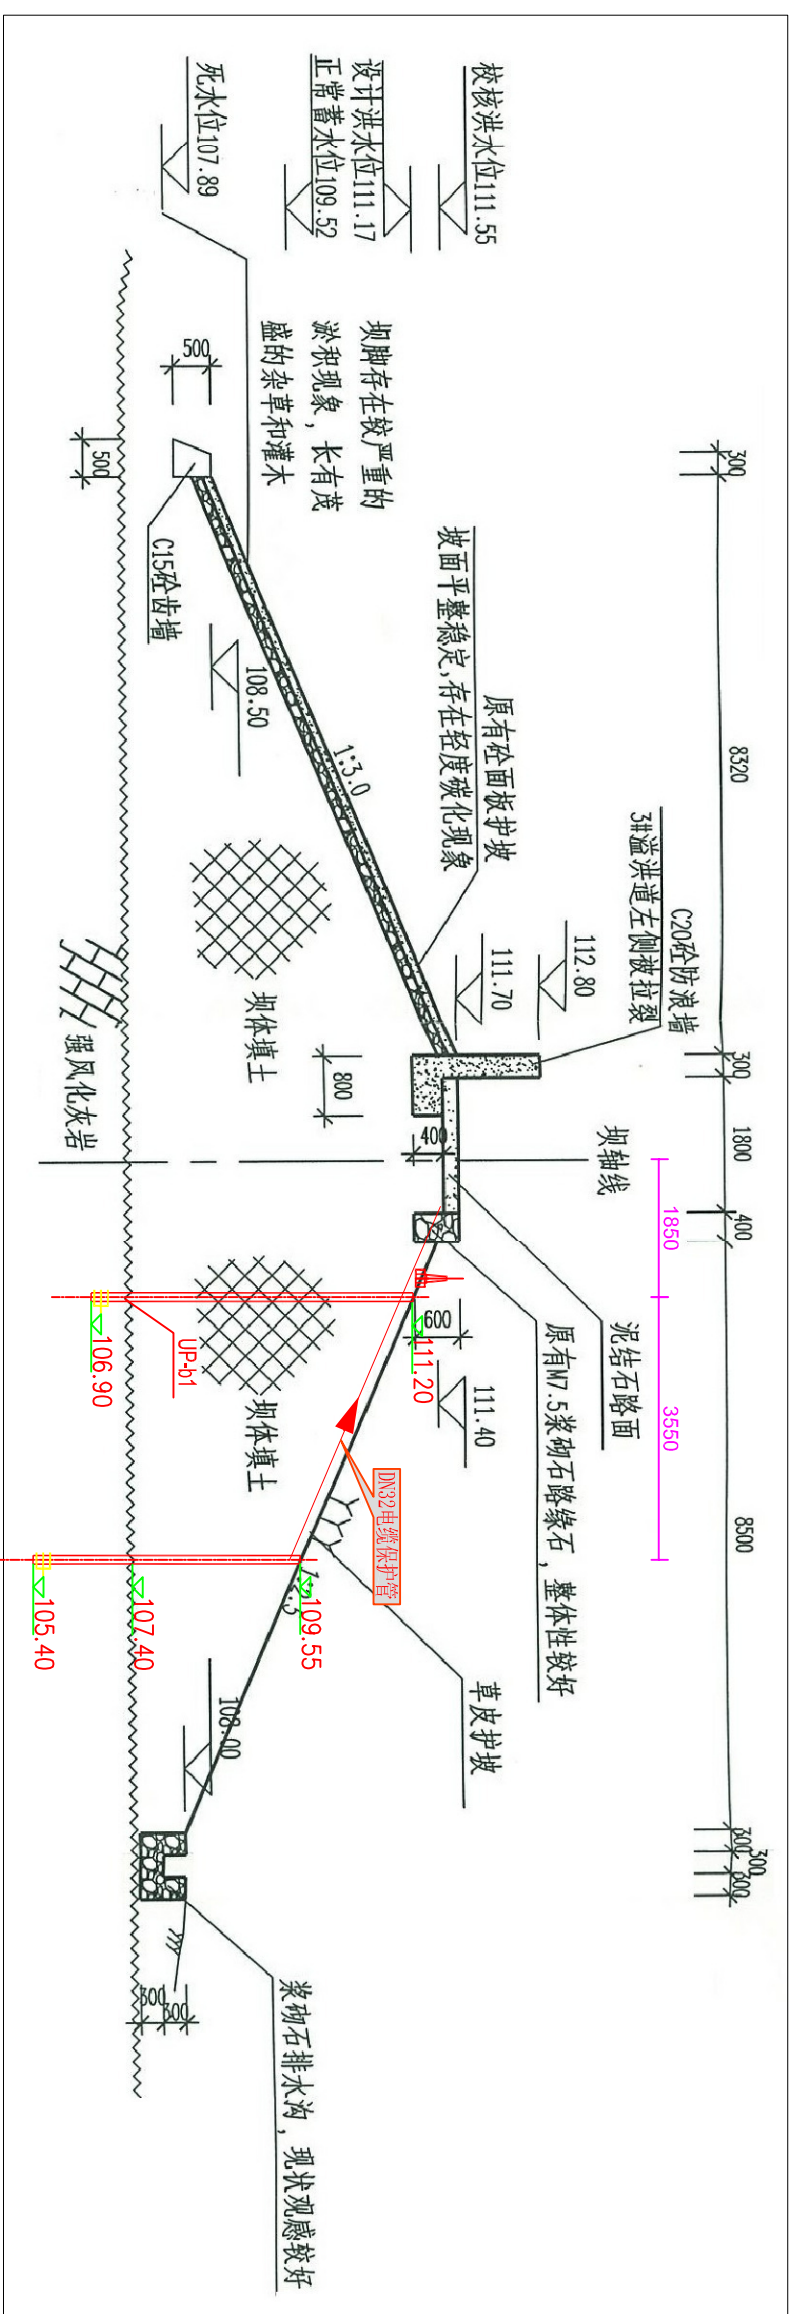 校核洪水位111.55
设计洪水位111.17
正常蓄水位109.52
死水位107.89
坝脚存在较严重的
淤积现象，长有茂
盛的杂草和灌木
500
500
C15砼齿墙
108.50
1:3.0
原有砼面板护坡
坡面平整稳定,存在轻度碳化现象
300
8320
300
1800
400
8500
300
300
300
C20砼防浪墙
3#溢洪道左侧被拉裂
112.80
111.70
坝体填土
强风化灰岩
800
400
坝轴线
1850
3550
泥结石路面
原有M7.5浆砌石路缘石，整体性较好
600
111.20
111.40
UP-b1
106.90
坝体填土
DN32电缆保护管
109.55
107.40
105.40
草皮护坡
108.00
300
300
浆砌石排水沟，现状观感较好